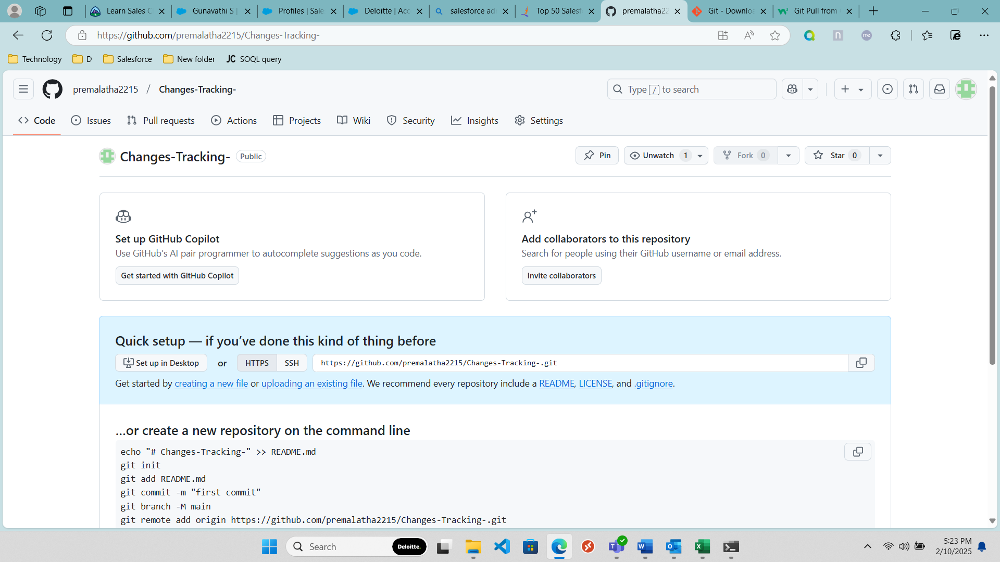 Learn Sales C
Gunavathi S |
Profiles | Sale
Deloitte | Acc
salesforce adr
Top 50 Salesf
premalatha22
Git - Downloa
Git Pull from
https://github.com/premalatha2215/Changes-Tracking-
Technology
D
Salesforce
New folder
JC SOQL query
premalatha2215 / Changes-Tracking-
Type / to search
Code
Issues
Pull requests
Actions
Projects
Wiki
Security
Insights
Settings
Changes-Tracking- Public
Pin
Unwatch 1
Fork 0
Star 0
Set up GitHub Copilot
Use GitHub's AI pair programmer to autocomplete suggestions as you code.
Get started with GitHub Copilot
Add collaborators to this repository
Search for people using their GitHub username or email address.
Invite collaborators
Quick setup — if you’ve done this kind of thing before
Set up in Desktop or HTTPS SSH https://github.com/premalatha2215/Changes-Tracking-.git
Get started by creating a new file or uploading an existing file. We recommend every repository include a README, LICENSE, and .gitignore.
…or create a new repository on the command line
echo "# Changes-Tracking-" >> README.md
git init
git add README.md
git commit -m "first commit"
git branch -M main
git remote add origin https://github.com/premalatha2215/Changes-Tracking-.git
Search
Deloitte.
5:23 PM
2/10/2025